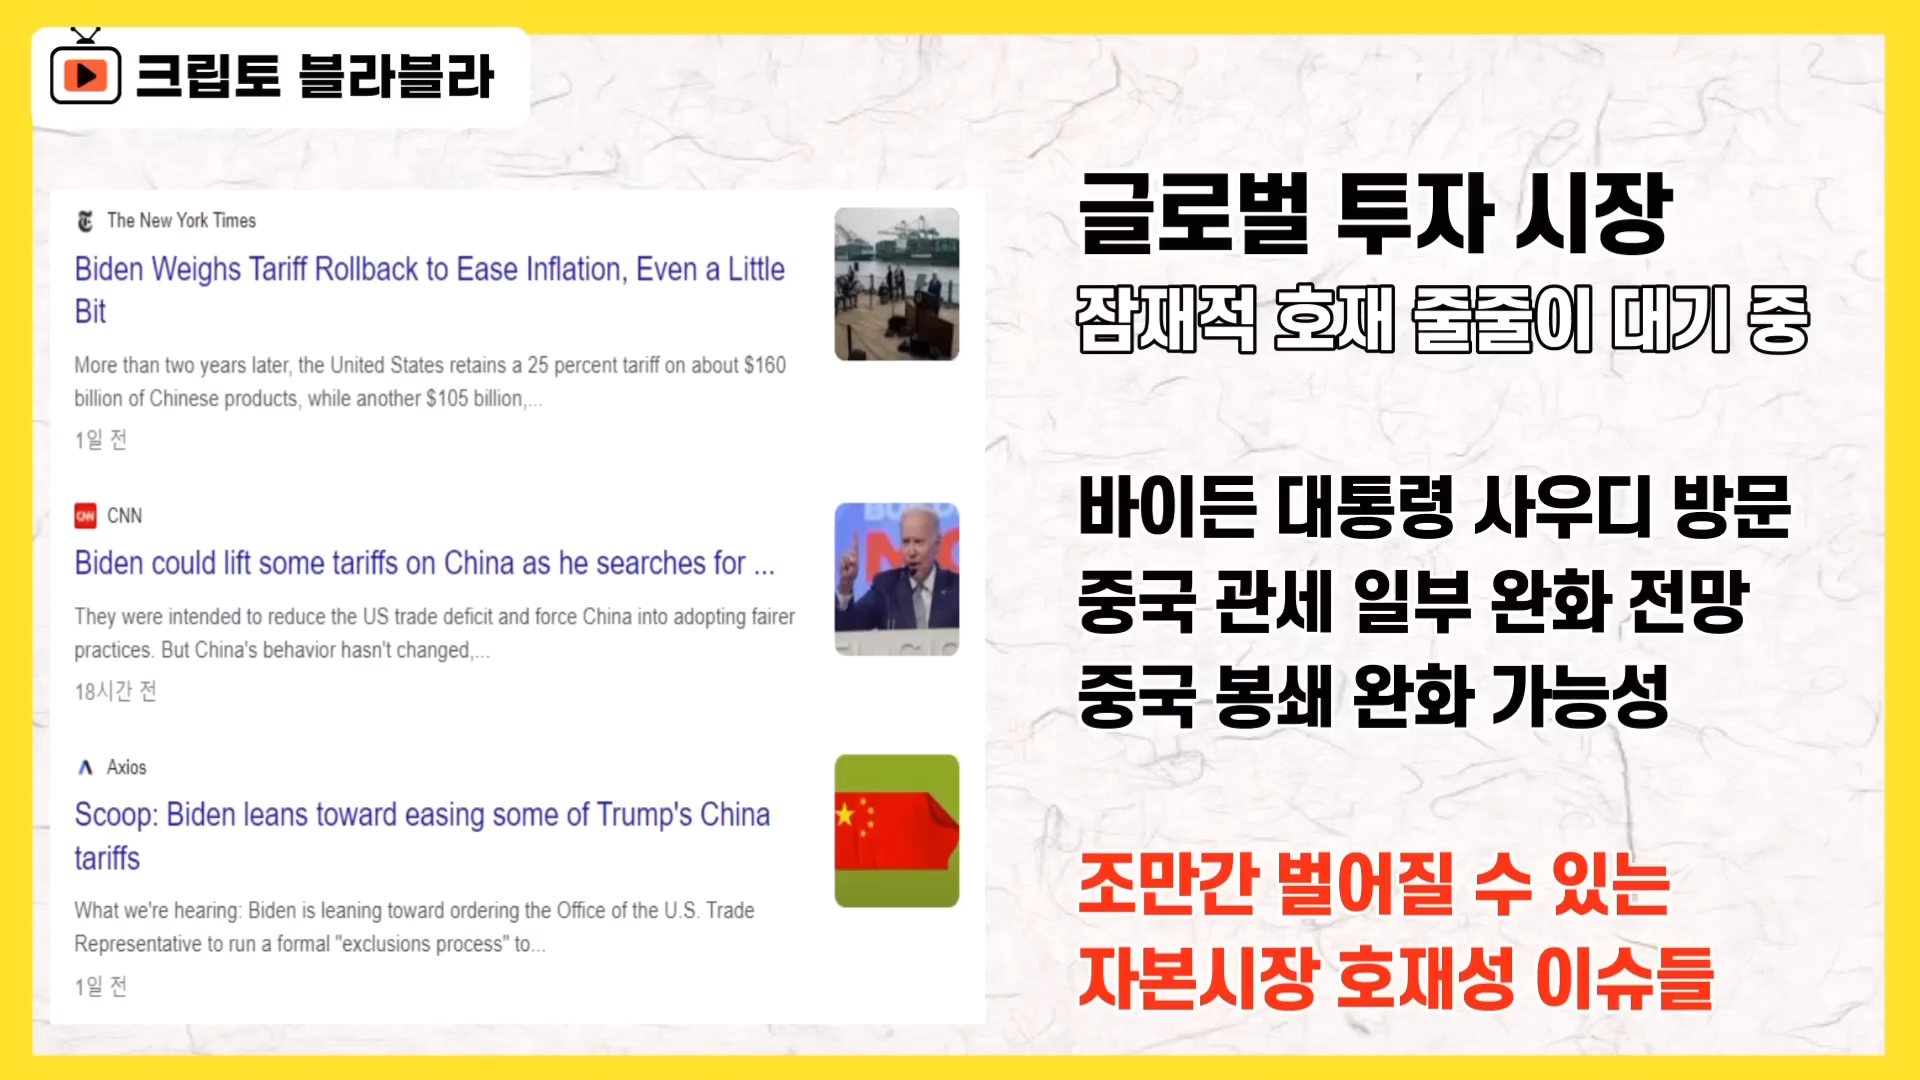 크립토 블라블라
The New York Times
Biden Weighs Tariff Rollback to Ease Inflation, Even a Little
Bit
More than two years later, the United States retains a 25 percent tariff on about $160
billion of Chinese products, while another $105 billion,...
1일 전
CNN
Biden could lift some tariffs on China as he searches for ...
They were intended to reduce the US trade deficit and force China into adopting fairer
practices. But China's behavior hasn't changed,...
18시간 전
Axios
Scoop: Biden leans toward easing some of Trump's China
tariffs
What we're hearing: Biden is leaning toward ordering the Office of the U.S. Trade
Representative to run a formal "exclusions process" to...
1일 전
글로벌 투자 시장
잠재적 호재 줄줄이 대기 중
바이든 대통령 사우디 방문
중국 관세 일부 완화 전망
중국 봉쇄 완화 가능성
조만간 벌어질 수 있는
자본시장 호재성 이슈들